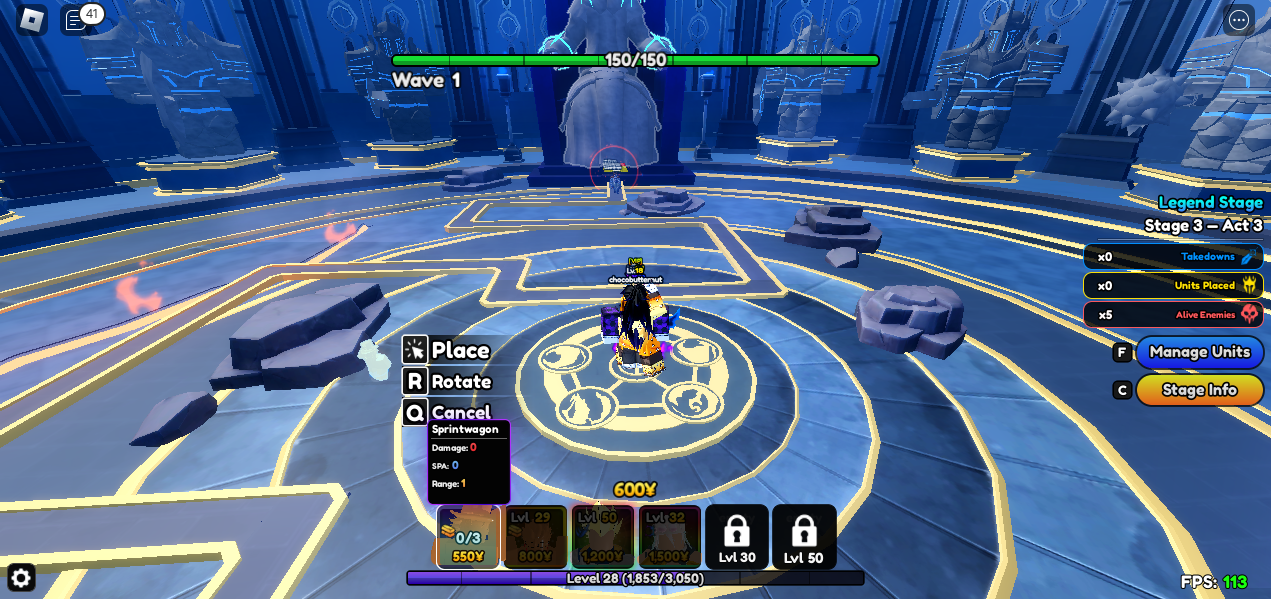 41
150/150
Wave 1
Legend Stage
Stage 3 – Act 3
x0 Takedowns
x0 Units Placed
x5 Alive Enemies
F Manage Units
C Stage Info
Lv.18
chocobutternut
Place
R Rotate
Q Cancel
Sprintwagon
Damage: 0
SPA: 0
Range: 1
600¥
0/3
550¥
Lvl 29
800¥
Lvl 50
1,200¥
Lvl 32
1,500¥
Lvl 30
Lvl 50
Level 28 (1,853/3,050)
FPS: 113